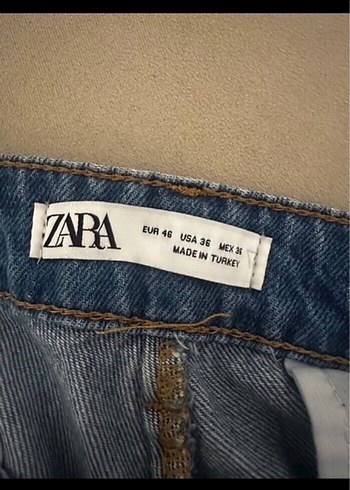 ZARA
EUR 46 USA 36 MEX 36
MADE IN TURKEY